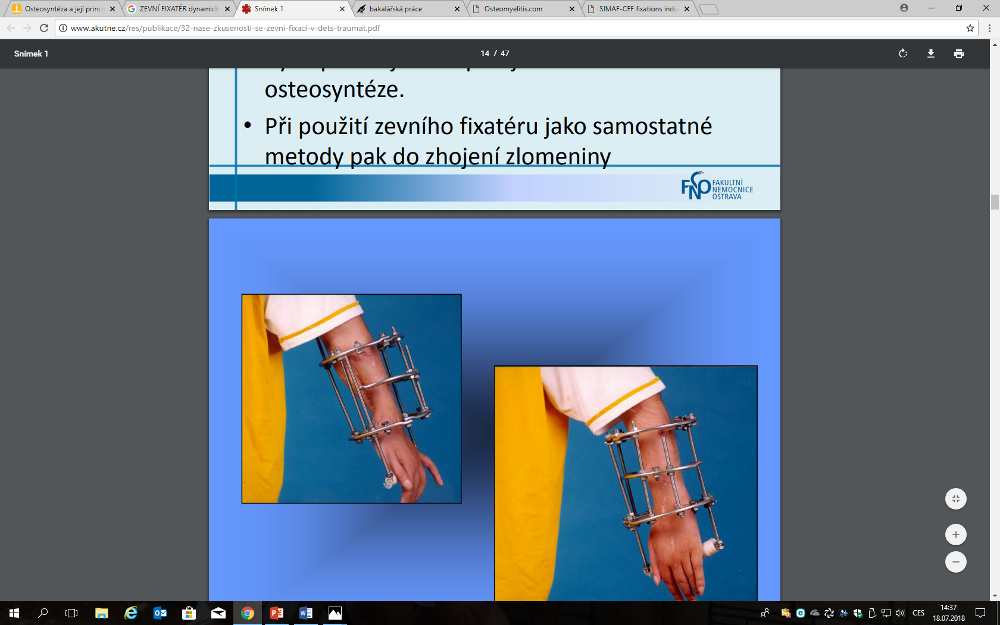 Osteosyntéza a její princi
ZEVNÍ FIXATÉR dynamick
Snímek 1
bakalářská práce
Osteomyelitis.com
SIMAF-CFF fixations indu
www.akutne.cz/res/publikace/32-nase-zkusenosti-se-zevni-fixaci-v-dets-traumat.pdf
Snímek 1
14 / 47
osteosyntéze.
• Při použití zevního fixatéru jako samostatné
metody pak do zhojení zlomeniny
FNO FAKULTNÍ
NEMOCNICE
OSTRAVA
CES
14:37
18.07.2018